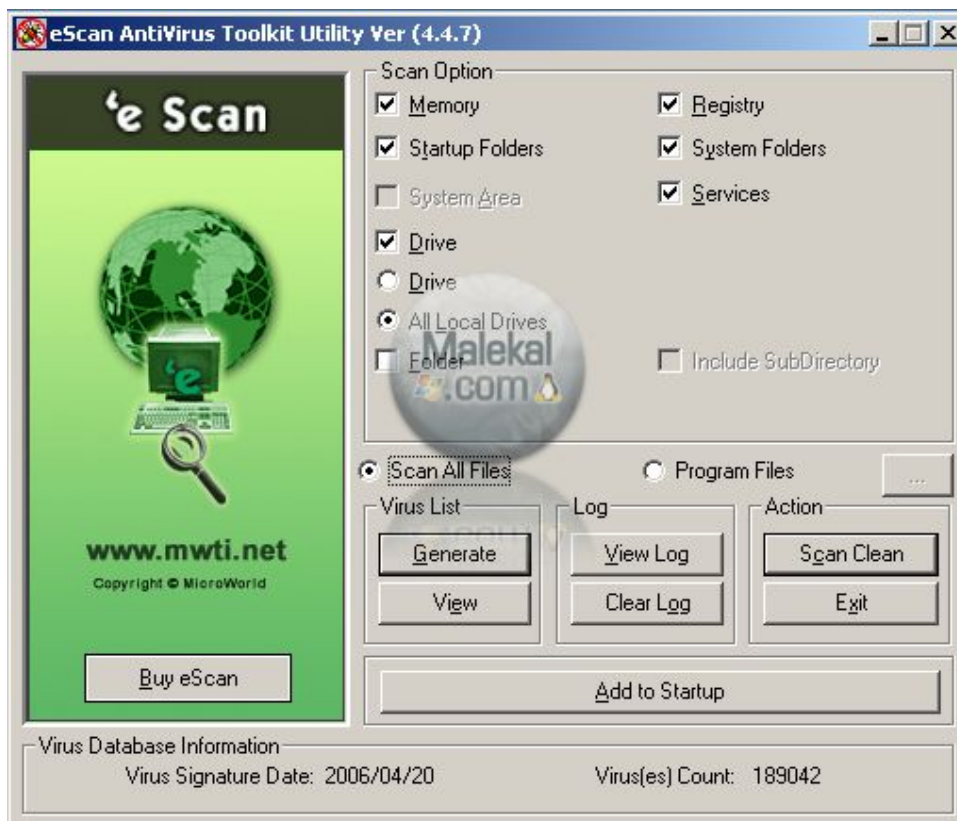 eScan AntiVirus Toolkit Utility Ver (4.4.7)
'e Scan
'e
www.mwti.net
Copyright © MicroWorld
Buy eScan
Scan Option
Memory
Registry
Startup Folders
System Folders
System Area
Services
Drive
Drive
All Local Drives
Folder
Include SubDirectory
Malekal
.com
Scan All Files
Program Files
...
Virus List
Log
Action
Generate
View Log
Scan Clean
View
Clear Log
Exit
Add to Startup
Virus Database Information
Virus Signature Date: 2006/04/20
Virus(es) Count: 189042